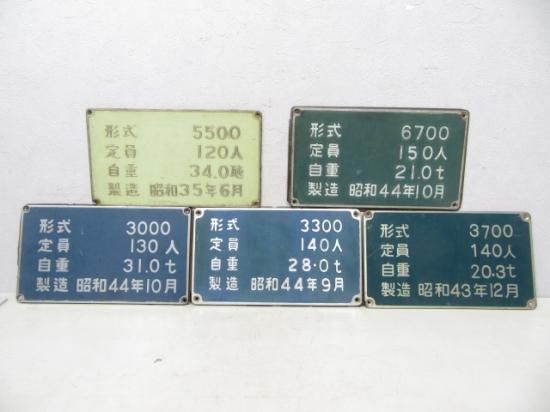 形式 5500
定員 120人
自重 34.0瓲
製造 昭和35年6月
形式 6700
定員 150人
自重 21.0t
製造 昭和44年10月
形式 3000
定員 130人
自重 31.0t
製造 昭和44年10月
形式 3300
定員 140人
自重 28.0t
製造 昭和44年9月
形式 3700
定員 140人
自重 20.3t
製造 昭和43年12月